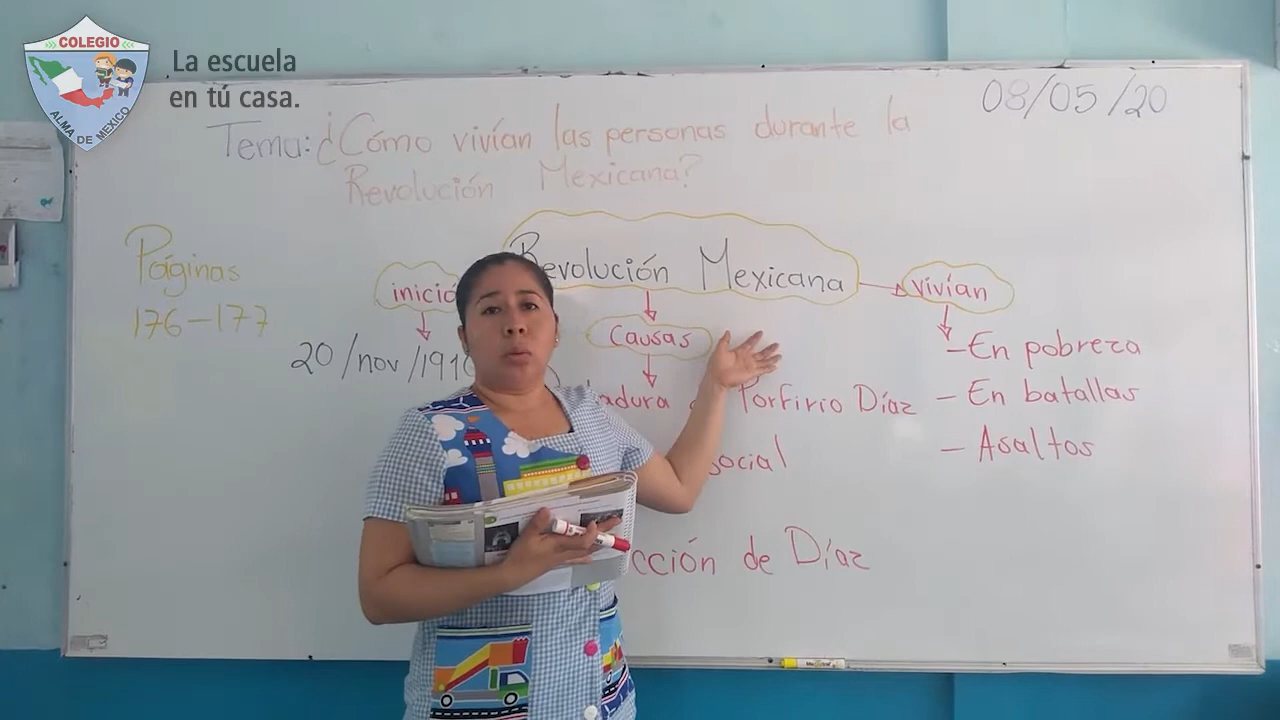 COLEGIO
ALMA DE MEXICO
La escuela
en tú casa.
08/05/20
Tema: ¿Cómo vivían las personas durante la
Revolución Mexicana?
Páginas
176-177
Revolución Mexicana
inició
20/nov/1910
causas
adura Porfirio Díaz
social
cción de Díaz
vivían
- En pobreza
- En batallas
- Asaltos